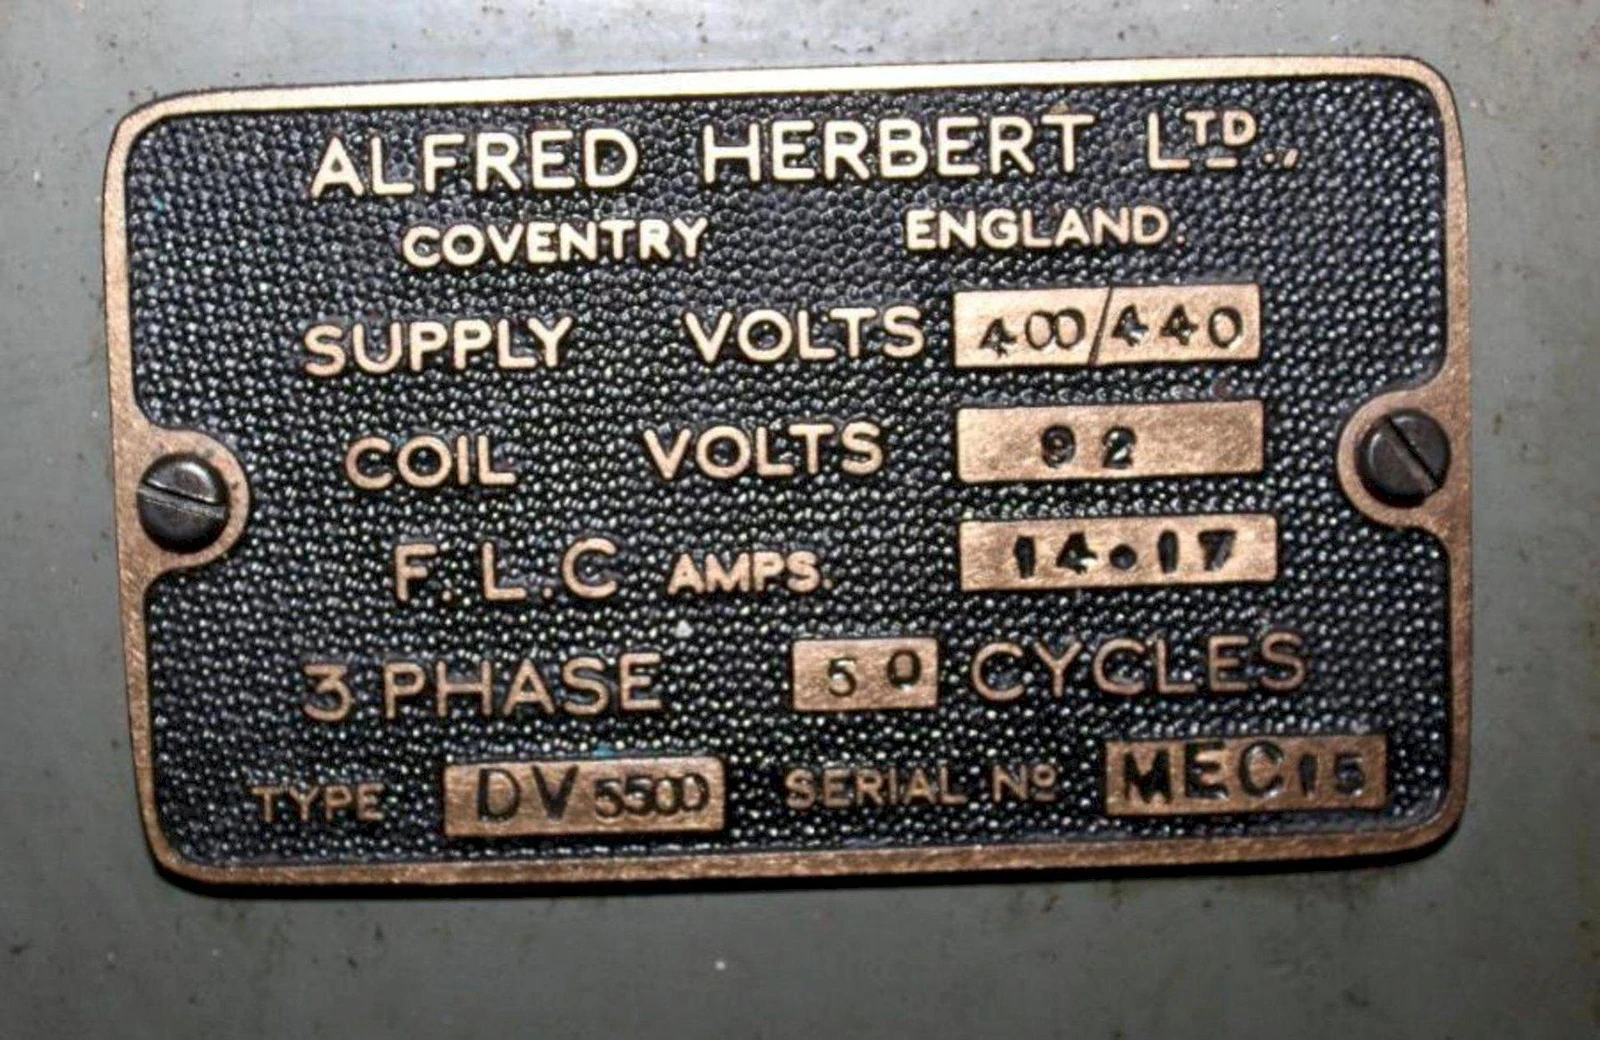 ALFRED HERBERT LTD.,
COVENTRY ENGLAND.
SUPPLY VOLTS 400/440
COIL VOLTS 92
F.L.C AMPS. 14.17
3 PHASE 50 CYCLES
TYPE DV5500 SERIAL Nº MEC15